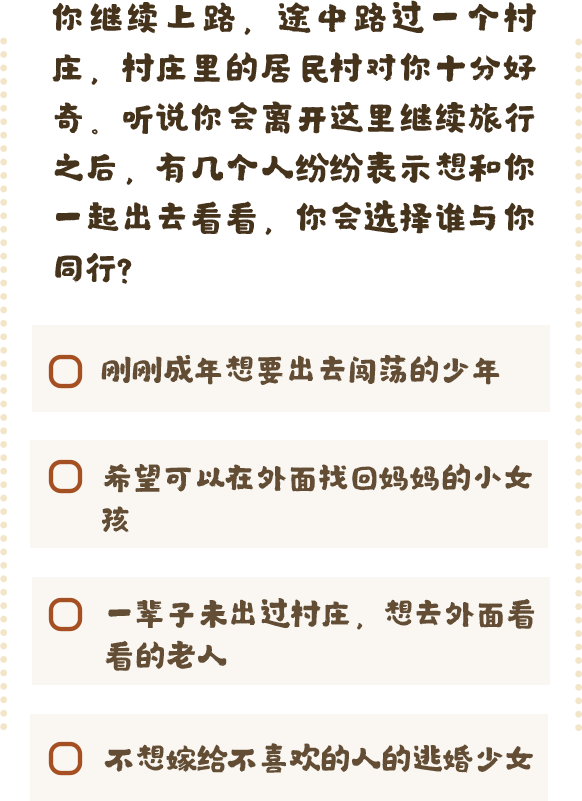 你继续上路，途中路过一个村
庄，村庄里的居民村对你十分好
奇。听说你会离开这里继续旅行
之后，有几个人纷纷表示想和你
一起出去看看，你会选择谁与你
同行?
刚刚成年想要出去闯荡的少年
希望可以在外面找回妈妈的小女
孩
一辈子未出过村庄，想去外面看
看的老人
不想嫁给不喜欢的人的逃婚少女